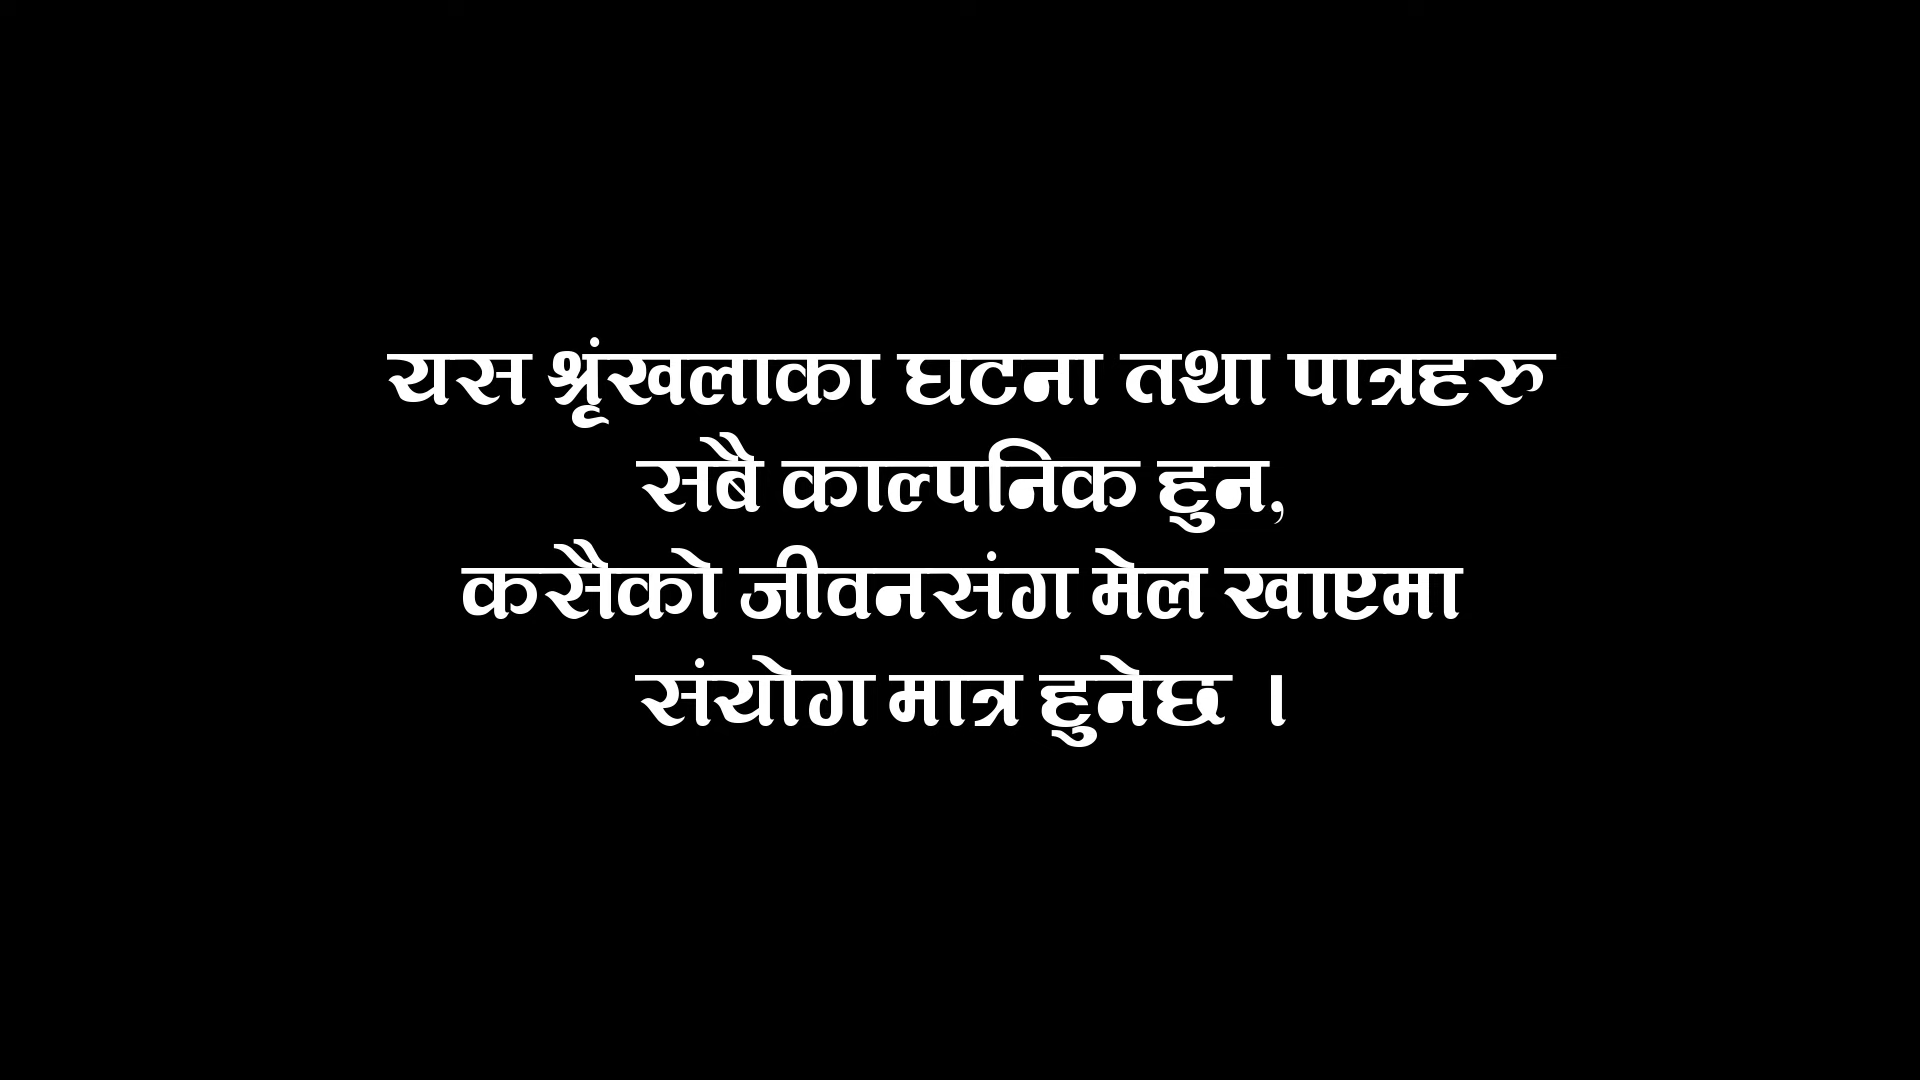 यस श्रृंखलाका घटना तथा पात्रहरु
सबै काल्पनिक हुन,
कसैको जीवनसंग मेल खाएमा
संयोग मात्र हुनेछ ।